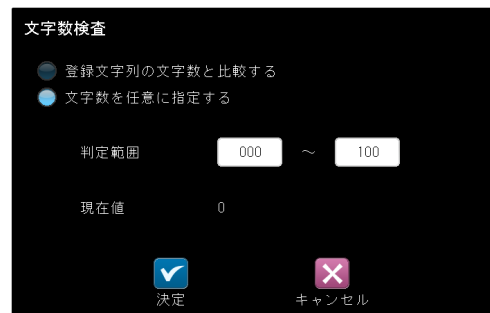 文字数検査
登録文字列の文字数と比較する
文字数を任意に指定する
判定範囲 000 ～ 100
現在値 0
決定 キャンセル